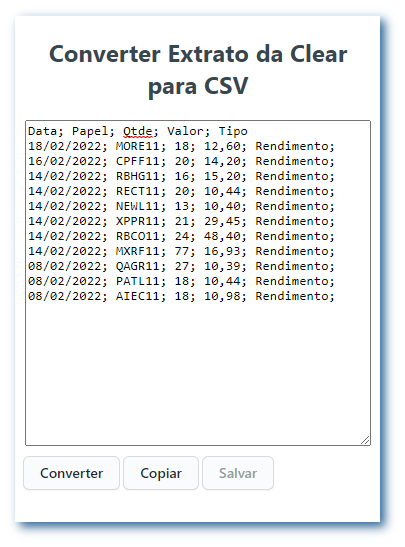 Converter Extrato da Clear
para CSV
Data; Papel; Qtde; Valor; Tipo
18/02/2022; MORE11; 18; 12,60; Rendimento;
16/02/2022; CPFF11; 20; 14,20; Rendimento;
14/02/2022; RBHG11; 16; 15,20; Rendimento;
14/02/2022; RECT11; 20; 10,44; Rendimento;
14/02/2022; NEWL11; 13; 10,40; Rendimento;
14/02/2022; XPPR11; 21; 29,45; Rendimento;
14/02/2022; RBCO11; 24; 48,40; Rendimento;
14/02/2022; MXRF11; 77; 16,93; Rendimento;
08/02/2022; QAGR11; 27; 10,39; Rendimento;
08/02/2022; PATL11; 18; 10,44; Rendimento;
08/02/2022; AIEC11; 18; 10,98; Rendimento;
Converter Copiar Salvar